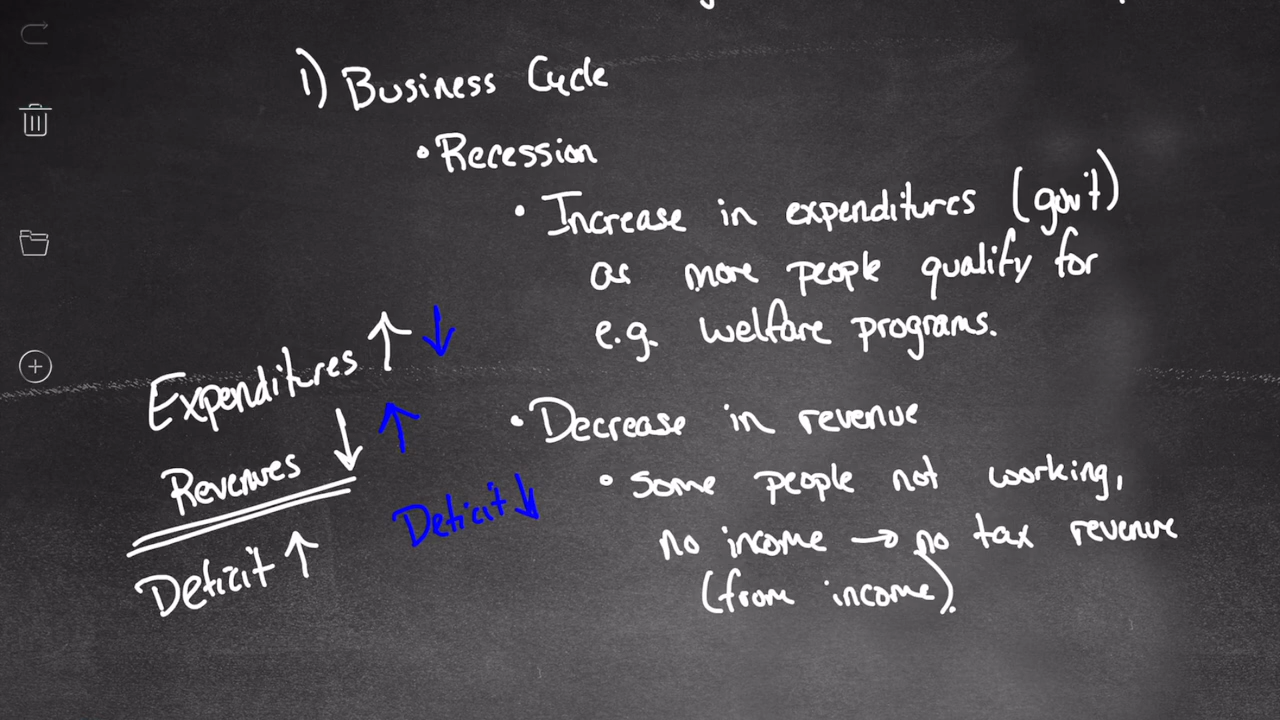 1) Business Cycle
• Recession
• Increase in expenditures (gov't)
as more people qualify for
e.g. welfare programs.
Expenditures ↑ ↓
Revenues ↓ ↑
Deficit ↑
Deficit ↓
• Decrease in revenue
• Some people not working,
no income → no tax revenue
(from income).